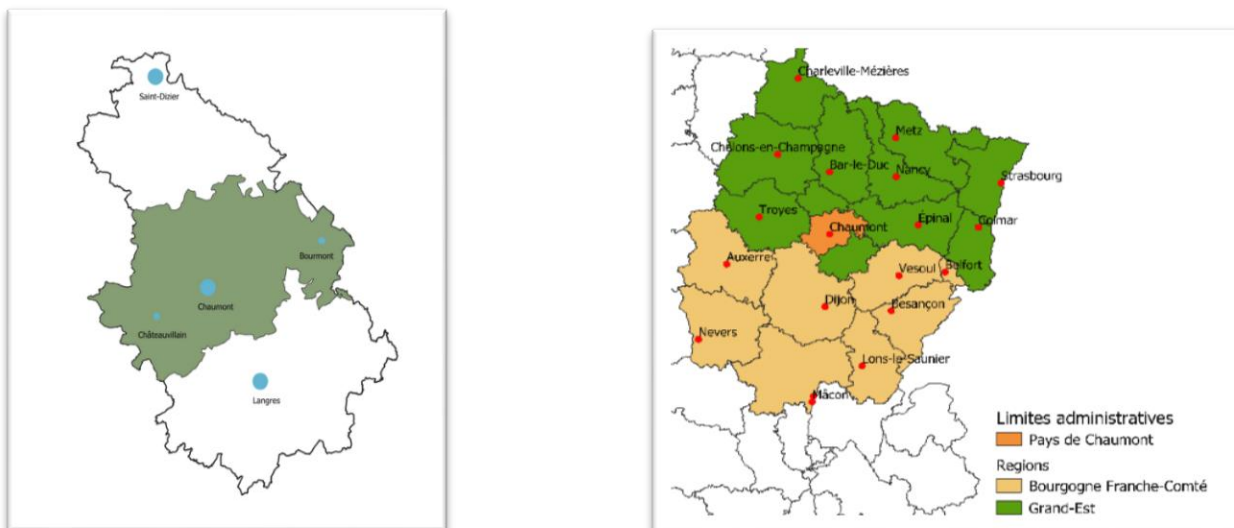 Saint-Dizier
Bourmont
Chaumont
Châteauvillain
Langres
Charleville-Mézières
Metz
Châlons-en-Champagne
Bar-le-Duc
Nancy
Strasbourg
Troyes
Épinal
Colmar
Chaumont
Auxerre
Belfort
Vesoul
Dijon
Besançon
Nevers
Lons-le-Saunier
Mâcon
Limites administratives
Pays de Chaumont
Regions
Bourgogne Franche-Comté
Grand-Est